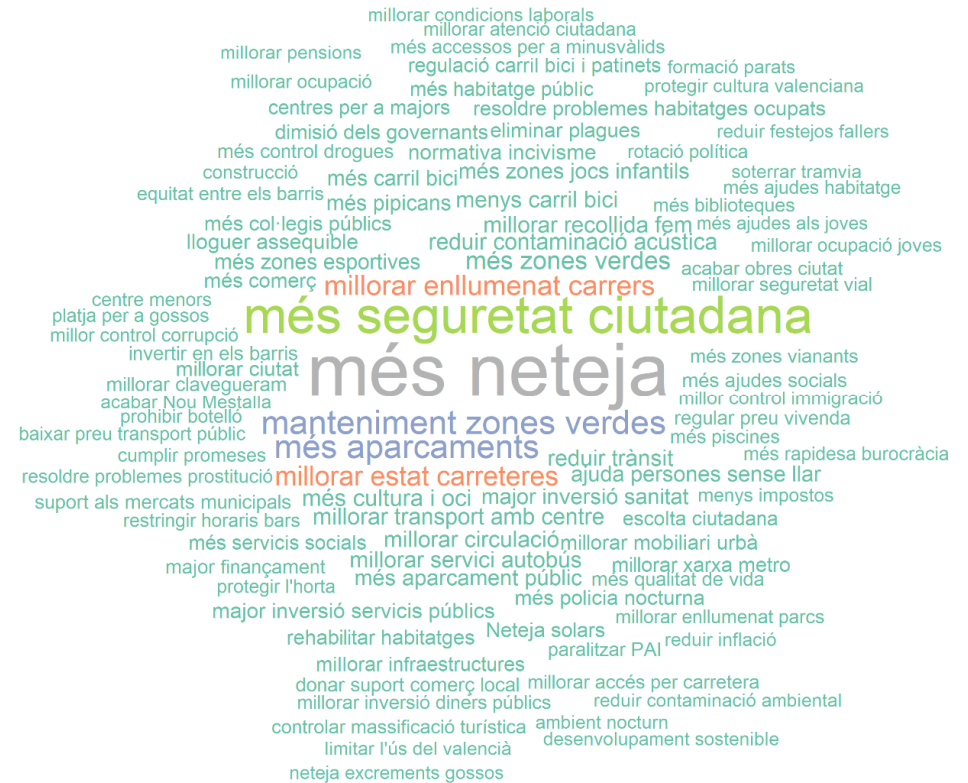 millorar condicions laborals
millorar atenció ciutadana
millorar pensions més accessos per a minusvàlids
regulació carril bici i patinets formació parats
millorar ocupació més habitatge públic protegir cultura valenciana
centres per a majors resoldre problemes habitatges ocupats
dimisió dels governants eliminar plagues reduir festejos fallers
més control drogues normativa incivisme rotació política
construcció més carril bici més zones jocs infantils soterrar tramvia
equitat entre els barris més pipicans menys carril bici més ajudes habitatge
més biblioteques
més col·legis públics millorar recollida fem més ajudes als joves
lloguer assequible reduir contaminació acústica millorar ocupació joves
més zones esportives més zones verdes acabar obres ciutat
més comerç millorar enllumenat carrers millorar seguretat vial
centre menors
platja per a gossos més seguretat ciutadana
millor control corrupció
invertir en els barris més zones vianants
millorar ciutat més neteja
millorar clavegueram més ajudes socials
acabar Nou Mestalla millor control immigració
prohibir botelló manteniment zones verdes regular preu vivenda
baixar preu transport públic més piscines
cumplir promeses més aparcaments reduir trànsit més rapidesa burocràcia
resoldre problemes prostitució millorar estat carreteres ajuda persones sense llar
suport als mercats municipals més cultura i oci major inversió sanitat menys impostos
restringir horaris bars millorar transport amb centre escolta ciutadana
més servicis socials millorar circulació millorar mobiliari urbà
major finançament millorar servici autobús millorar xarxa metro
protegir l'horta més aparcament públic més qualitat de vida
més policia nocturna
major inversió servicis públics millorar enllumenat parcs
rehabilitar habitatges Neteja solars reduir inflació
paralitzar PAI
millorar infraestructures
donar suport comerç local millorar accés per carretera
millorar inversió diners públics reduir contaminació ambiental
controlar massificació turística ambient nocturn
limitar l'ús del valencià desenvolupament sostenible
neteja excrements gossos